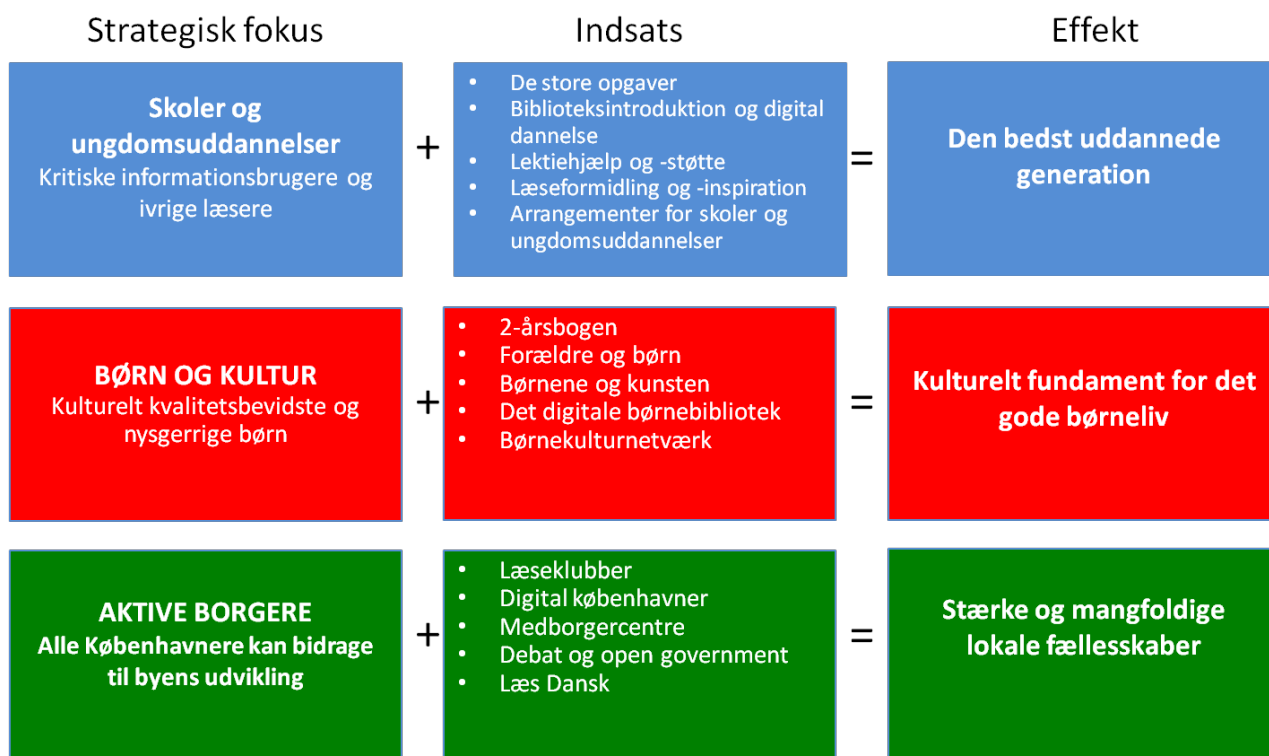 Strategisk fokus
Indsats
Effekt
Skoler og
ungdomsuddannelser
Kritiske informationsbrugere og
ivrige læsere
+
• De store opgaver
• Biblioteksintroduktion og digital
dannelse
• Lektiehjælp og -støtte
• Læseformidling og -inspiration
• Arrangementer for skoler og
ungdomsuddannelser
=
Den bedst uddannede
generation
BØRN OG KULTUR
Kulturelt kvalitetsbevidste og
nysgerrige børn
+
• 2-årsbogen
• Forældre og børn
• Børnene og kunsten
• Det digitale børnebibliotek
• Børnekulturnetværk
=
Kulturelt fundament for det
gode børneliv
AKTIVE BORGERE
Alle Københavnere kan bidrage
til byens udvikling
+
• Læseklubber
• Digital københavner
• Medborgercentre
• Debat og open government
• Læs Dansk
=
Stærke og mangfoldige
lokale fællesskaber